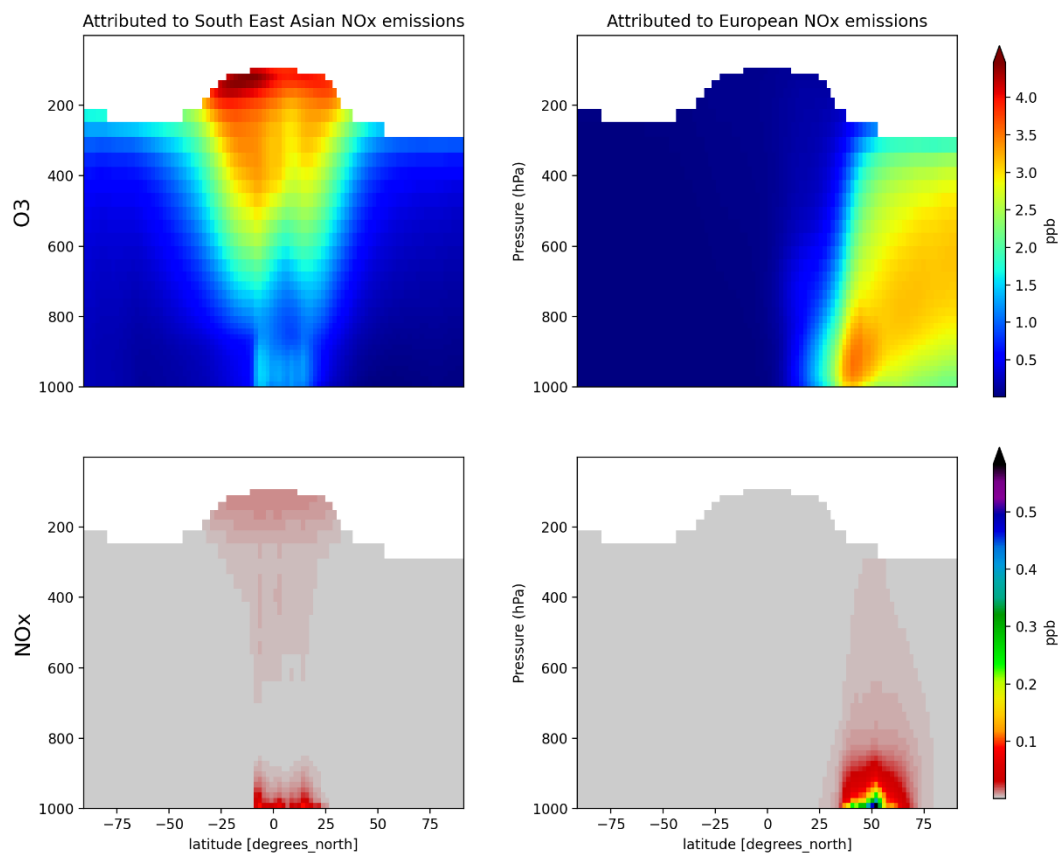 Attributed to South East Asian NOx emissions
Attributed to European NOx emissions
O3
200
400
600
800
1000
Pressure (hPa)
200
400
600
800
1000
4.0
3.5
3.0
2.5
2.0
1.5
1.0
0.5
ppb
NOx
200
400
600
800
1000
−75 −50 −25 0 25 50 75
latitude [degrees_north]
Pressure (hPa)
200
400
600
800
1000
−75 −50 −25 0 25 50 75
latitude [degrees_north]
0.5
0.4
0.3
0.2
0.1
ppb